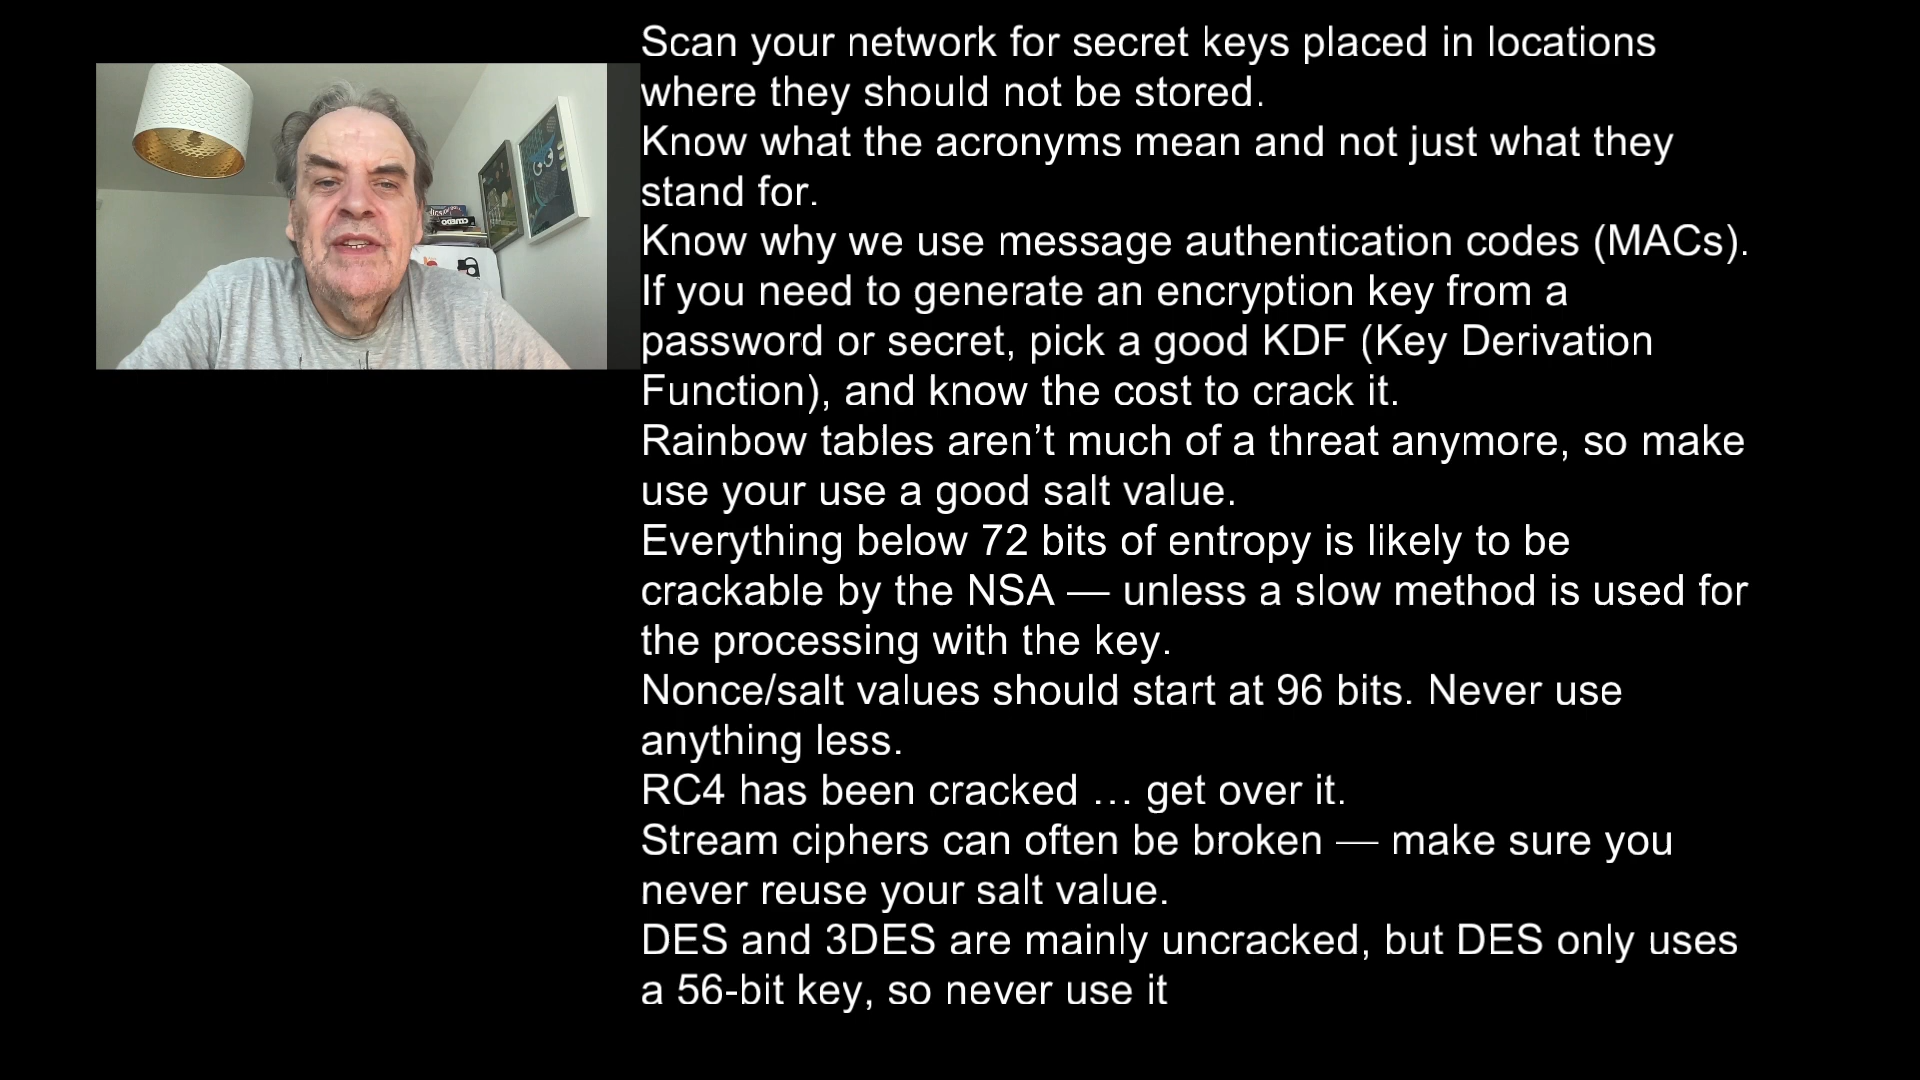 Scan your network for secret keys placed in locations
where they should not be stored.
Know what the acronyms mean and not just what they
stand for.
Know why we use message authentication codes (MACs).
If you need to generate an encryption key from a
password or secret, pick a good KDF (Key Derivation
Function), and know the cost to crack it.
Rainbow tables aren’t much of a threat anymore, so make
use your use a good salt value.
Everything below 72 bits of entropy is likely to be
crackable by the NSA — unless a slow method is used for
the processing with the key.
Nonce/salt values should start at 96 bits. Never use
anything less.
RC4 has been cracked … get over it.
Stream ciphers can often be broken — make sure you
never reuse your salt value.
DES and 3DES are mainly uncracked, but DES only uses
a 56-bit key, so never use it